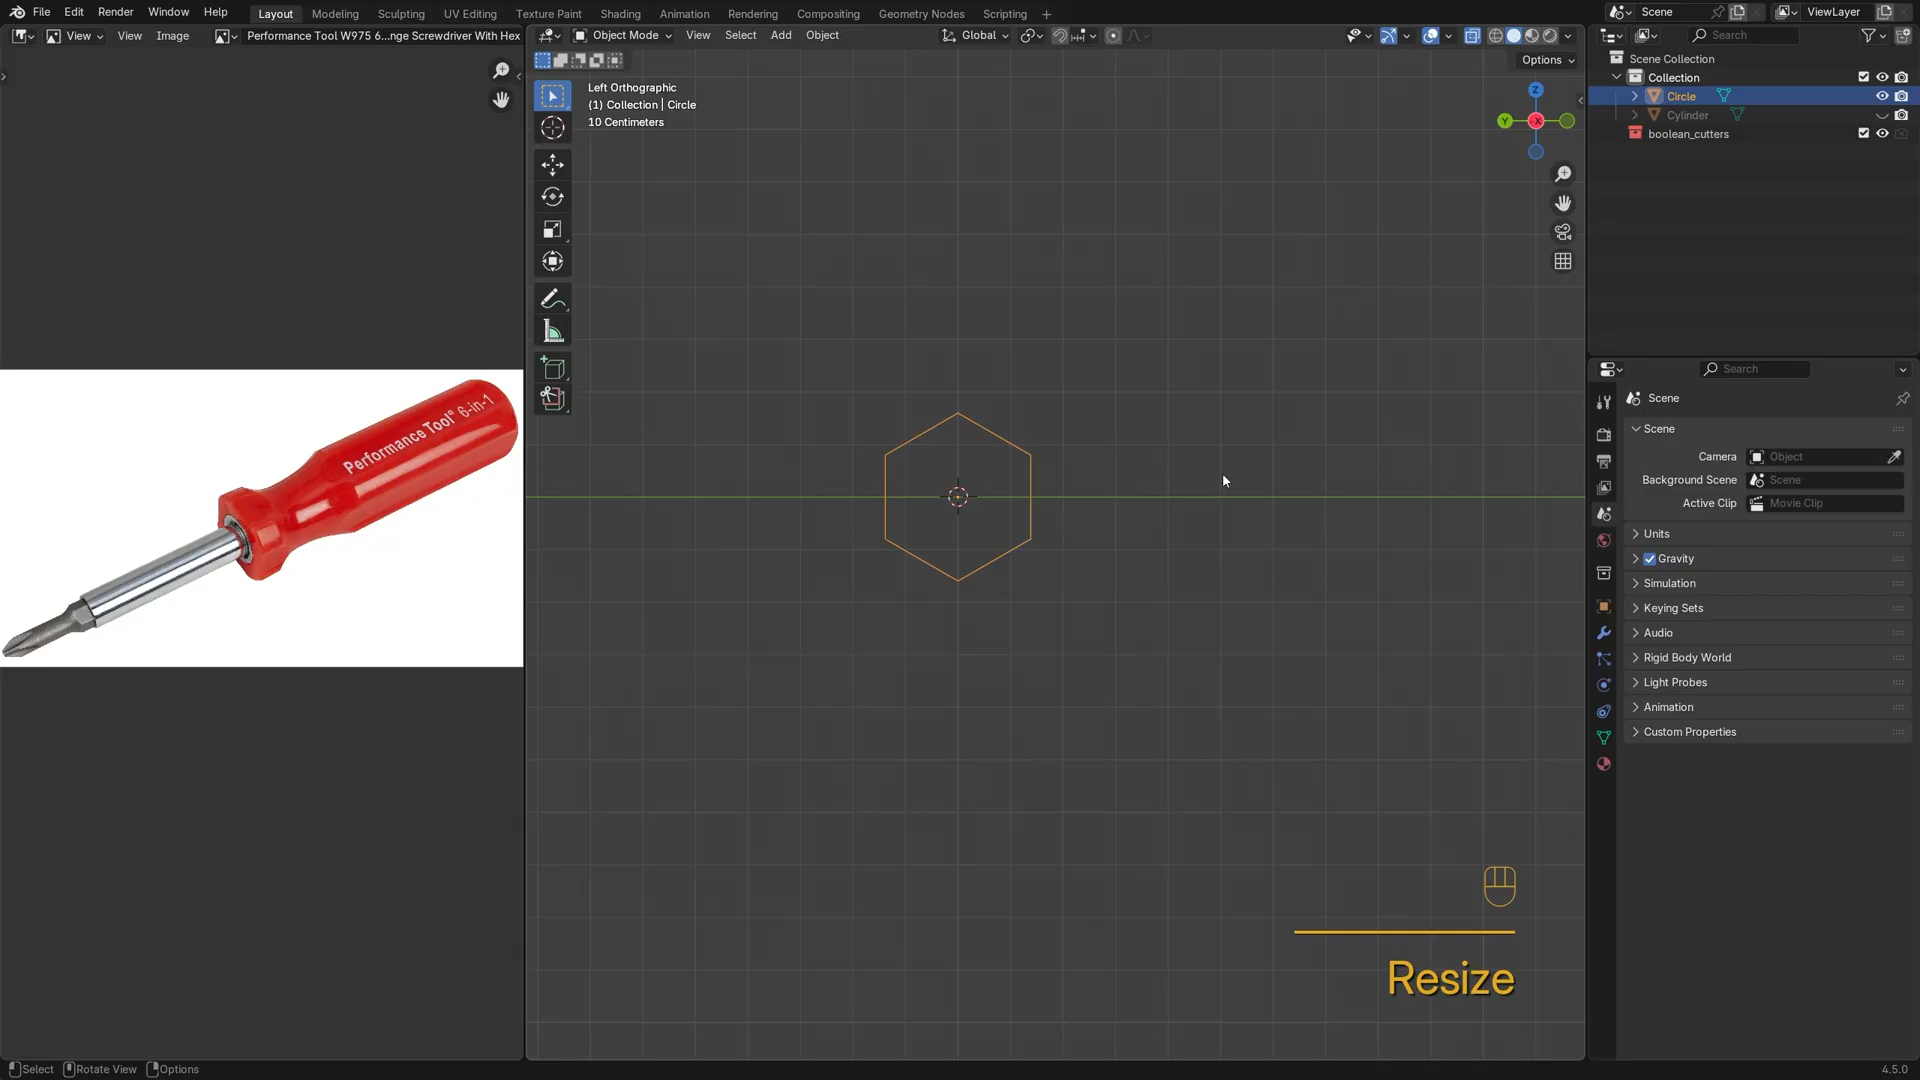 File Edit Render Window Help Layout Modeling Sculpting UV Editing Texture Paint Shading Animation Rendering Compositing Geometry Nodes Scripting
Scene ViewLayer
View View Image Performance Tool W975 6...nge Screwdriver With Hex
Object Mode View Select Add Object Global
Search
Options
Left Orthographic
(1) Collection | Circle
10 Centimeters
Z
Y
-X
Scene Collection
Collection
Circle
Cylinder
boolean_cutters
Performance Tool® 6-in-1
Search
Scene
Scene
Camera Object
Background Scene Scene
Active Clip Movie Clip
Units
Gravity
Simulation
Keying Sets
Audio
Rigid Body World
Light Probes
Animation
Custom Properties
Resize
Select Rotate View Options
4.5.0